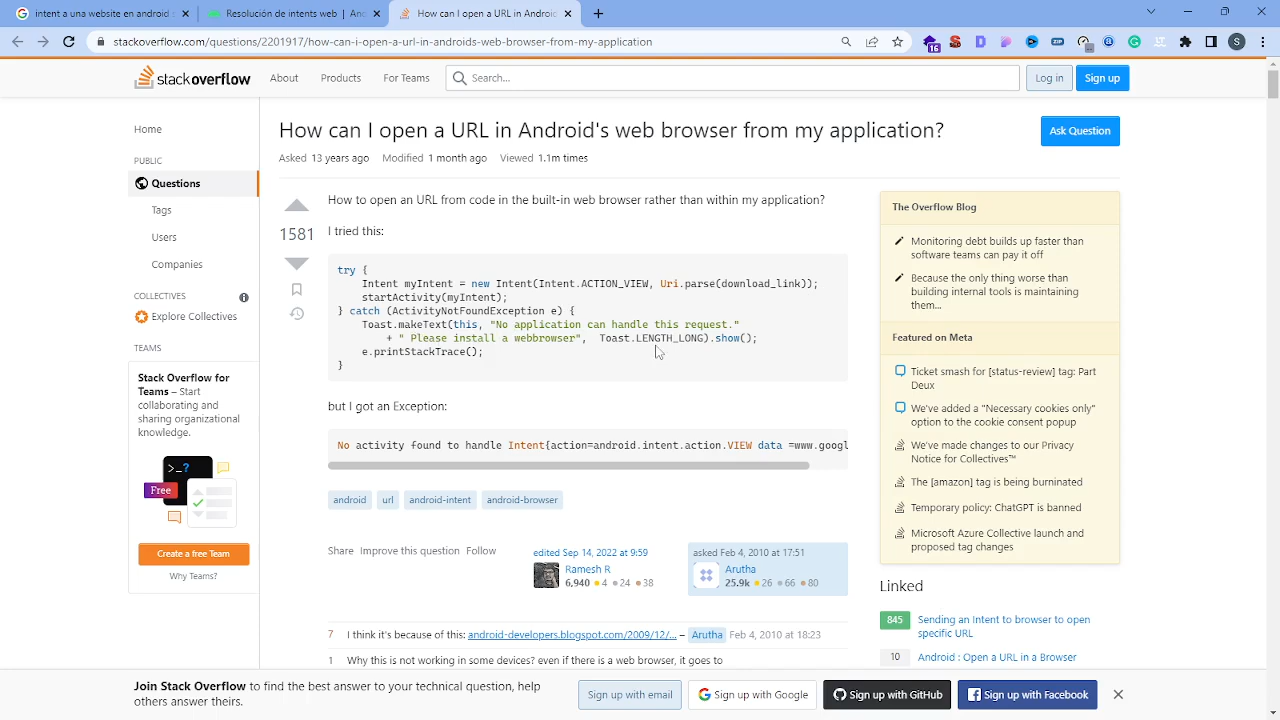 intent a url and show in a web b
Resolution de intent a web | And
How can I open a URL in Android'
stackoverflow.com/questions/2201917/how-can-i-open-a-url-in-androids-web-browser-from-my-application
stackoverflow
About
Products
For Teams
Search...
Log in
Sign up
Home
PUBLIC
Questions
Tags
Users
Companies
COLLECTIVES
Explore Collectives
TEAMS
Stack Overflow for
Teams – Start
collaborating and
sharing organizational
knowledge.
Free
Create a free Team
Why Teams?
How can I open a URL in Android's web browser from my application?
Ask Question
Asked 13 years ago Modified 1 month ago Viewed 1.1m times
1581
How to open an URL from code in the built-in web browser rather than within my application?
I tried this:
try {
Intent myIntent = new Intent(Intent.ACTION_VIEW, Uri.parse(download_link));
startActivity(myIntent);
} catch (ActivityNotFoundException e) {
Toast.makeText(this, "No application can handle this request."
+ " Please install a webbrowser", Toast.LENGTH_LONG).show();
e.printStackTrace();
}
but I got an Exception:
No activity found to handle Intent{action=android.intent.action.VIEW data =www.googl
android url android-intent android-browser
Share Improve this question Follow
edited Sep 14, 2022 at 9:59
Ramesh R
6,940 4 24 38
asked Feb 4, 2010 at 17:51
Arutha
25.9k 26 66 80
7
because of this: android-developers.blogspot.com/2009/12/... – Arutha Feb 4, 2010 at 18:23
1 Why this is not working in some devices? even if there is a web browser, it goes to
The Overflow Blog
Monitoring debt builds up faster than
software teams can pay it off
Because the only thing worse than
building internal tools is maintaining
them...
Featured on Meta
Ticket smash for [status-review] tag: Part
Deux
We've added a "Necessary cookies only"
option to the cookie consent popup
We've made changes to our Privacy
Notice for Collectives™
The [amazon] tag is being burninated
Temporary policy: ChatGPT is banned
Microsoft Azure Collective launch and
proposed tag changes
Linked
845 Sending an Intent to browser to open
specific URL
10 Android : Open a URL in a Browser
Join Stack Overflow to find the best answer to your technical question, help
others answer theirs.
Sign up with email
Sign up with Google
Sign up with GitHub
Sign up with Facebook